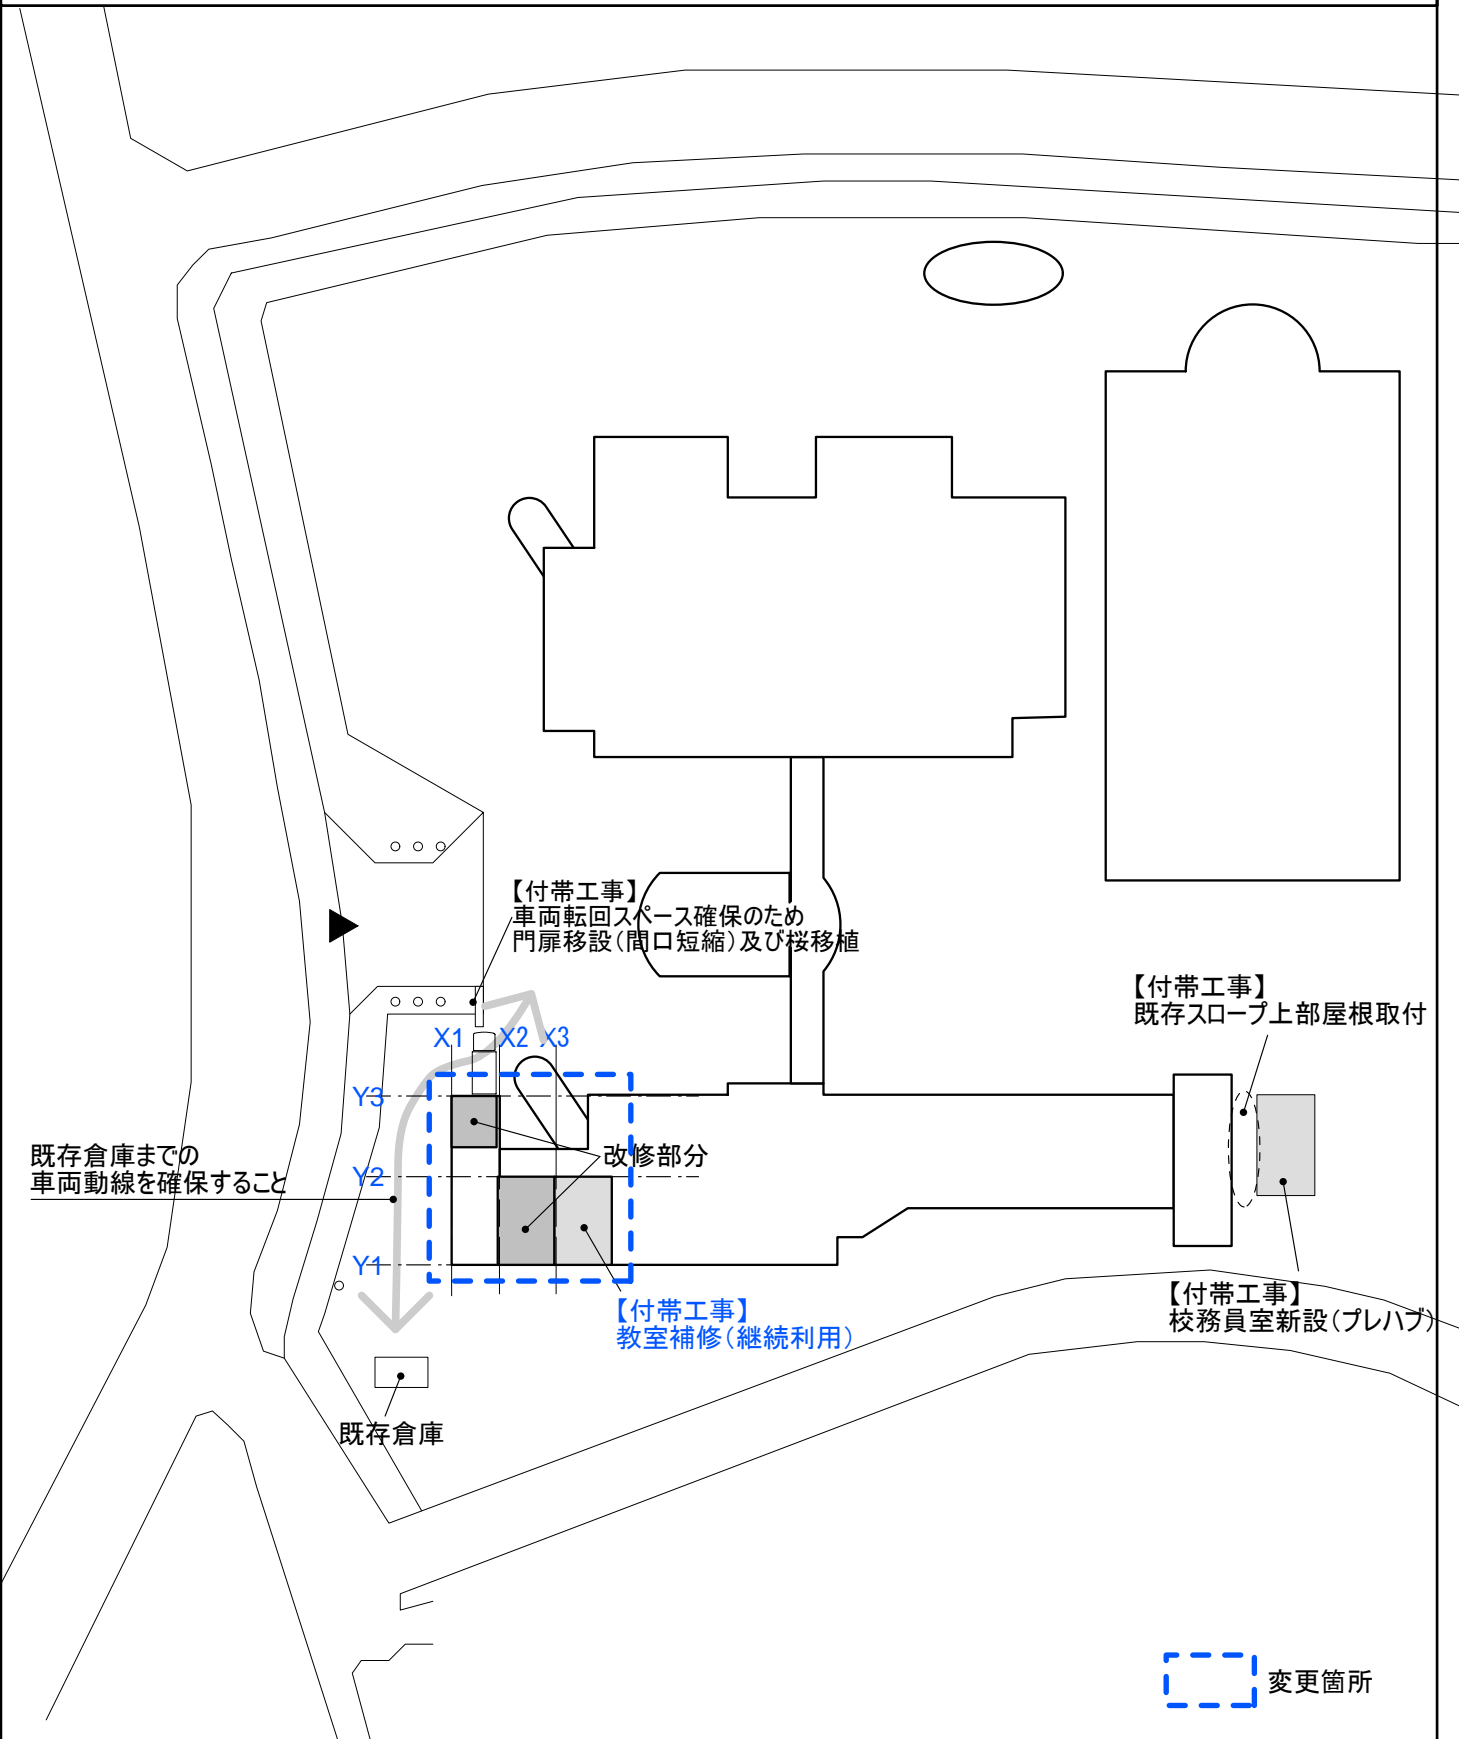 【付帯工事】
車両転回スペース確保のため
門扉移設（間口短縮）及び桜移植
【付帯工事】
既存スロープ上部屋根取付
X1
X2
X3
Y3
既存倉庫までの
車両動線を確保すること
改修部分
Y2
Y1
【付帯工事】
教室補修（継続利用）
【付帯工事】
校務員室新設（プレハブ）
既存倉庫
変更箇所